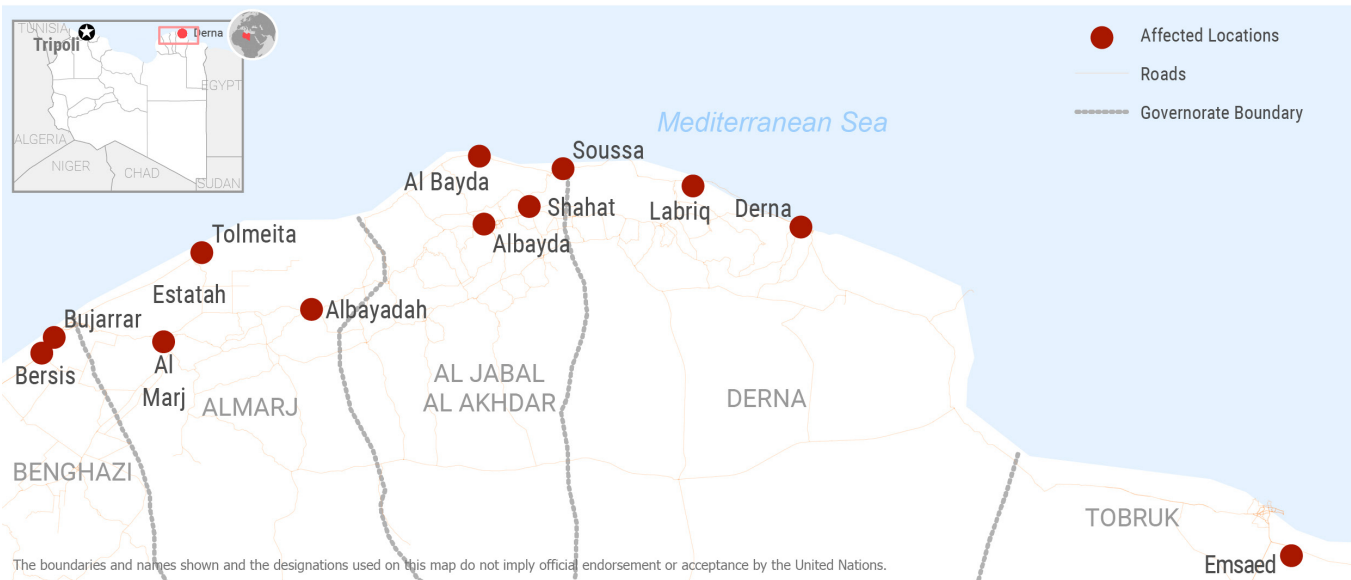 TUNISIA
Tripoli
Derna
EGYPT
ALGERIA
NIGER
CHAD
SUDAN
Affected Locations
Roads
Governorate Boundary
Mediterranean Sea
Soussa
Al Bayda
Shahat
Labriq
Derna
Albayda
Tolmeita
Estatah
Albayadah
Bujarrar
Bersis
Al
Marj
ALMARJ
AL JABAL
AL AKHDAR
DERNA
BENGHAZI
TOBRUK
Emsaed
The boundaries and names shown and the designations used on this map do not imply official endorsement or acceptance by the United Nations.